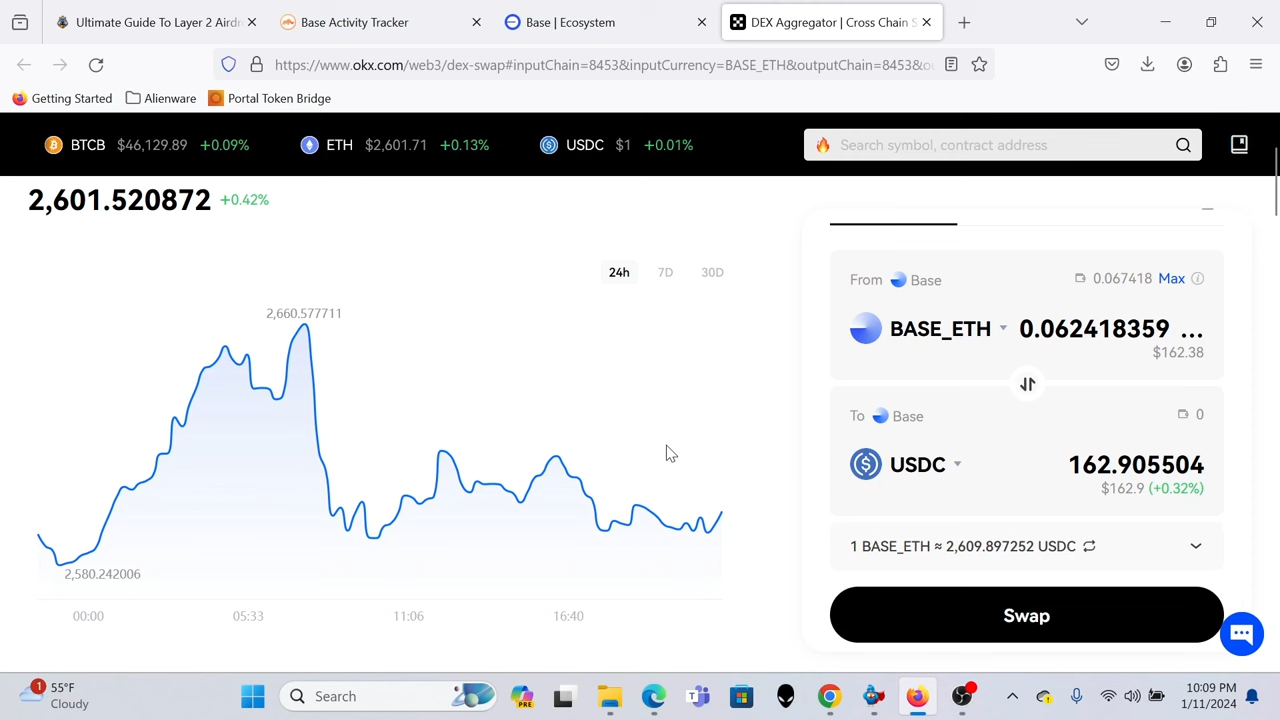 Ultimate Guide To Layer 2 Airdr
Base Activity Tracker
Base | Ecosystem
DEX Aggregator | Cross Chain S
https://www.okx.com/web3/dex-swap#inputChain=8453&inputCurrency=BASE_ETH&outputChain=8453&ou
Getting Started
Alienware
Portal Token Bridge
BTCB $46,129.89 +0.09%
ETH $2,601.71 +0.13%
USDC $1 +0.01%
Search symbol, contract address
2,601.520872 +0.42%
24h 7D 30D
2,660.577711
2,580.242006
00:00 05:33 11:06 16:40
From Base 0.067418 Max
BASE_ETH 0.062418359 ...
$162.38
To Base 0
USDC 162.905504
$162.9 (+0.32%)
1 BASE_ETH ≈ 2,609.897252 USDC
Swap
1
55°F
Cloudy
Search
PRE
10:09 PM
1/11/2024